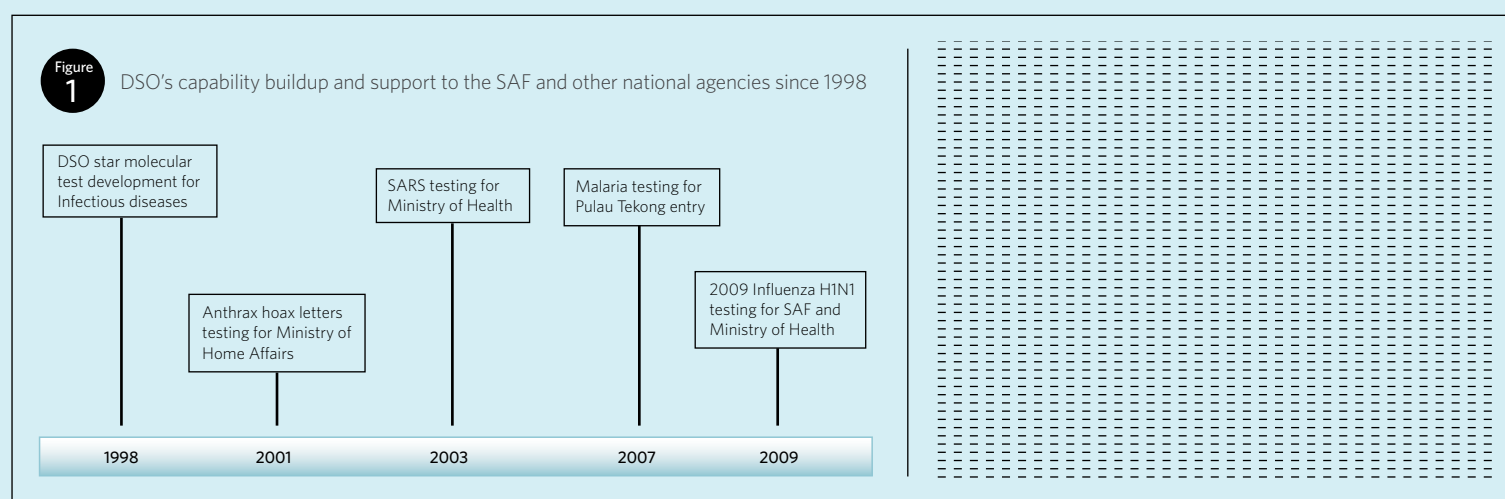 Figure
1
DSO's capability buildup and support to the SAF and other national agencies since 1998
DSO star molecular
test development for
Infectious diseases
Anthrax hoax letters
testing for Ministry of
Home Affairs
SARS testing for
Ministry of Health
Malaria testing for
Pulau Tekong entry
2009 Influenza H1N1
testing for SAF and
Ministry of Health
1998
2001
2003
2007
2009